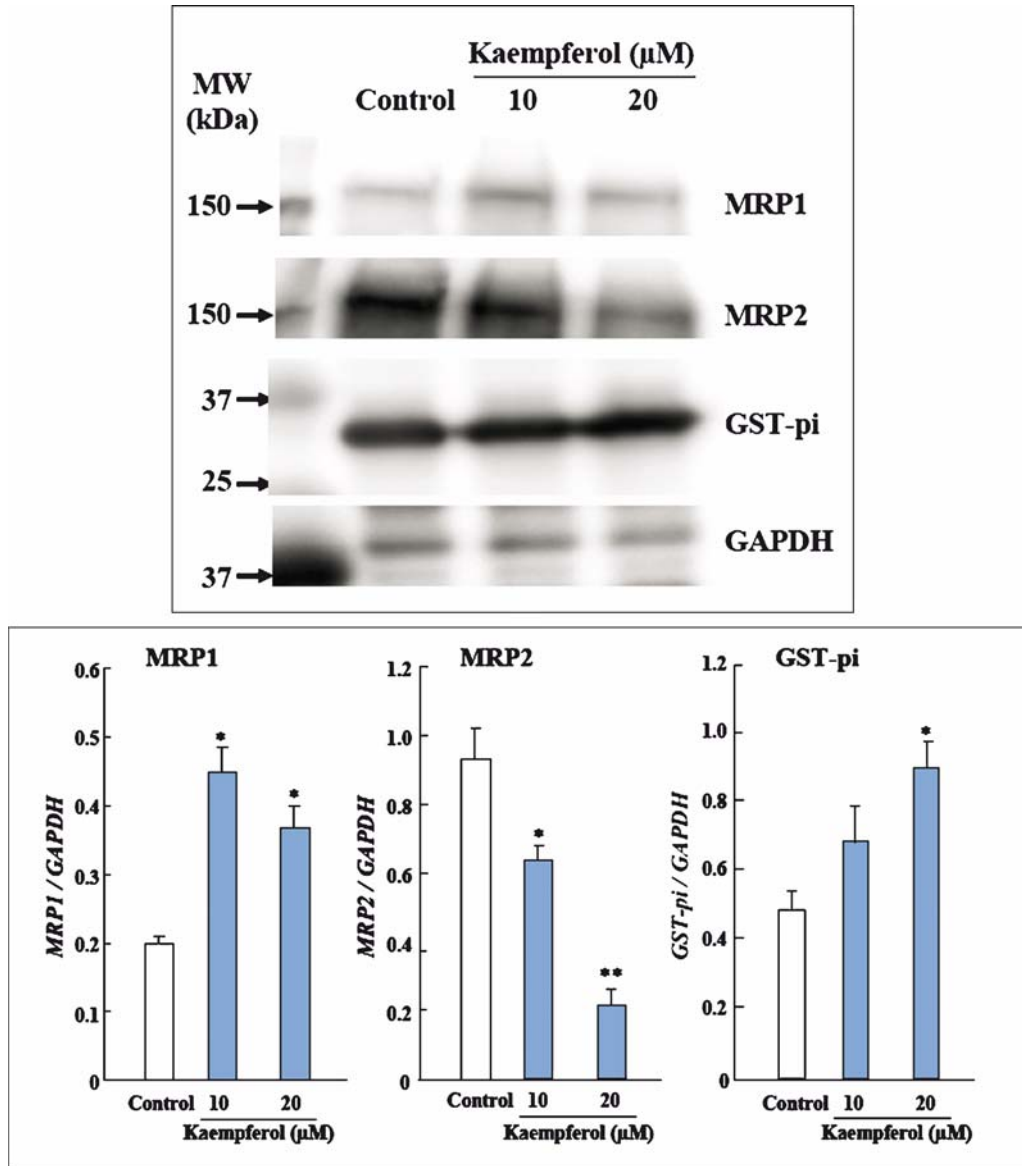 Kaempferol (μM)
MW
(kDa)
Control 10 20
150 MRP1
150 MRP2
37
GST-pi
25
GAPDH
37
MRP1
0.6
0.5
0.4
0.3
0.2
0.1
0
MRP1 / GAPDH
* *
Control 10 20
Kaempferol (μM)
MRP2
1.2
1.0
0.8
0.6
0.4
0.2
0
MRP2 / GAPDH
* **
Control 10 20
Kaempferol (μM)
GST-pi
1.2
1.0
0.8
0.6
0.4
0.2
0
GST-pi / GAPDH
*
Control 10 20
Kaempferol (μM)